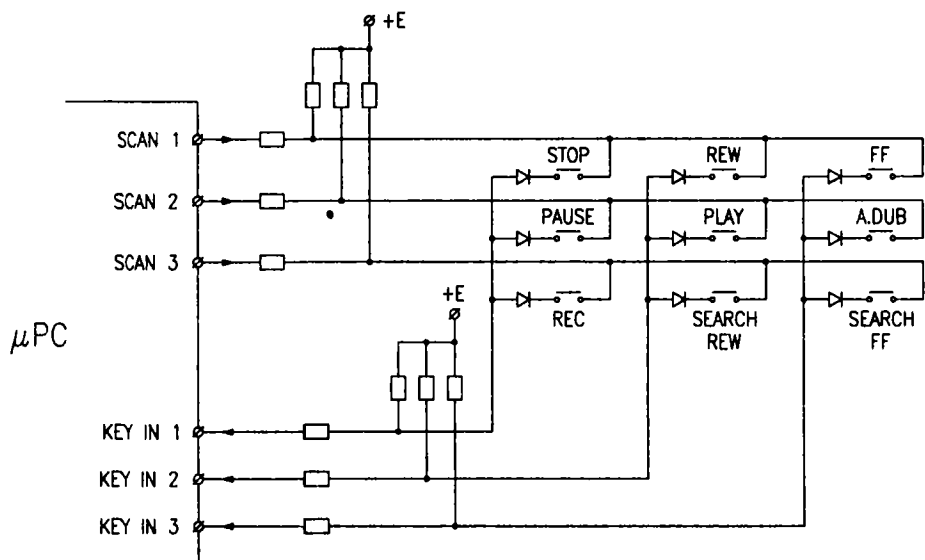 +E
SCAN 1
STOP
REW
FF
SCAN 2
PAUSE
PLAY
A.DUB
SCAN 3
REC
SEARCH
REW
SEARCH
FF
+E
μPC
KEY IN 1
KEY IN 2
KEY IN 3